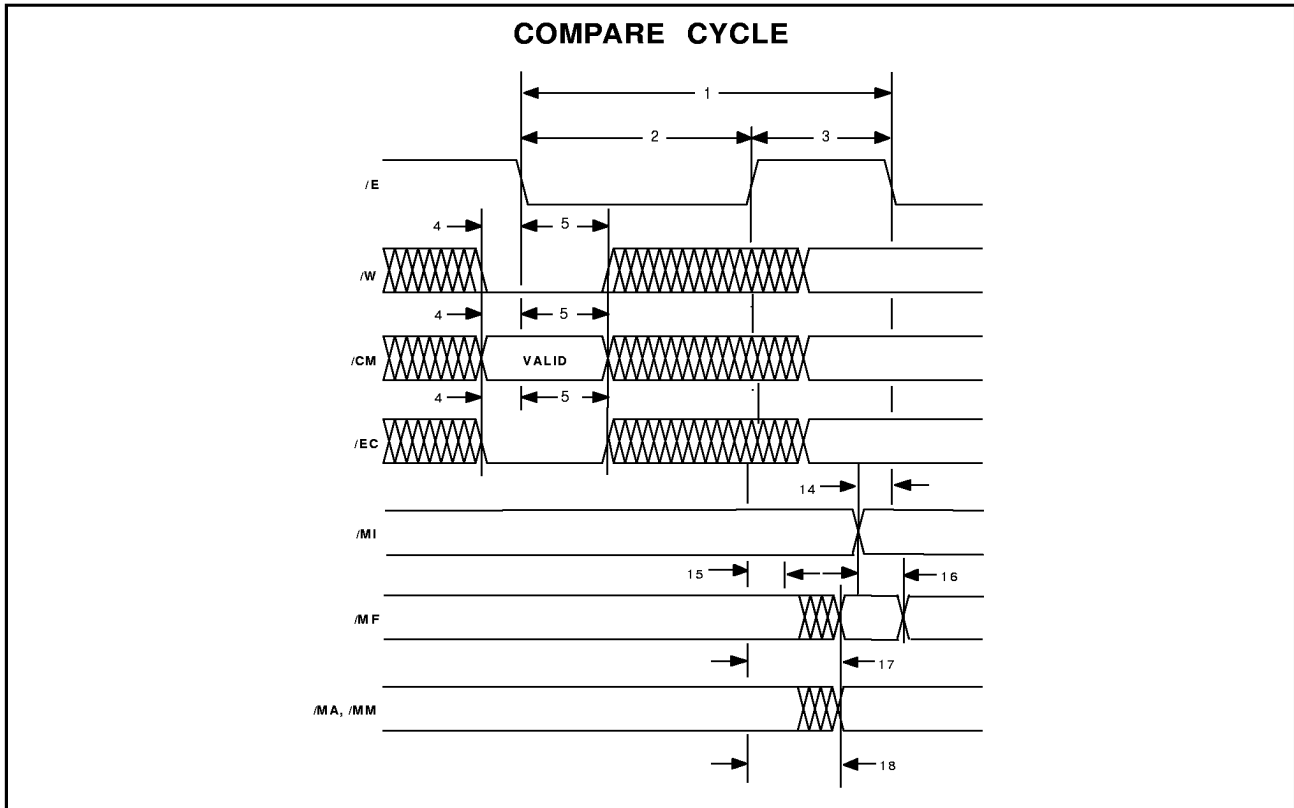 COMPARE CYCLE
1
2 3
/E
4 5
/W
4 5
/CM VALID
4 5
/EC
14
/MI
15 16
/MF
17
/MA, /MM
18